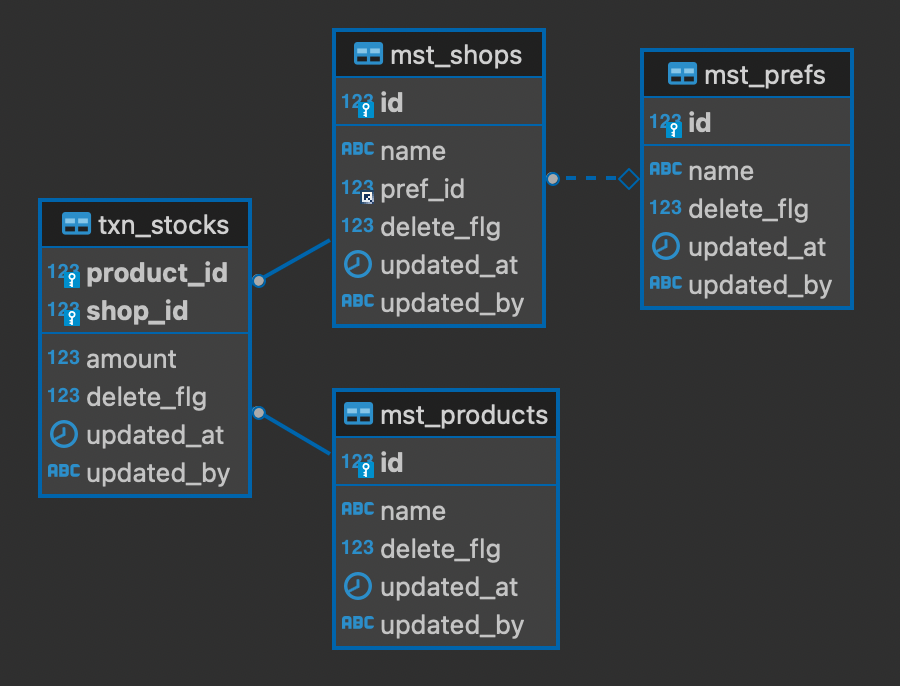 mst_shops
123 id
ABC name
123 pref_id
123 delete_flg
updated_at
ABC updated_by
mst_prefs
123 id
ABC name
123 delete_flg
updated_at
ABC updated_by
txn_stocks
123 product_id
123 shop_id
123 amount
123 delete_flg
updated_at
ABC updated_by
mst_products
123 id
ABC name
123 delete_flg
updated_at
ABC updated_by